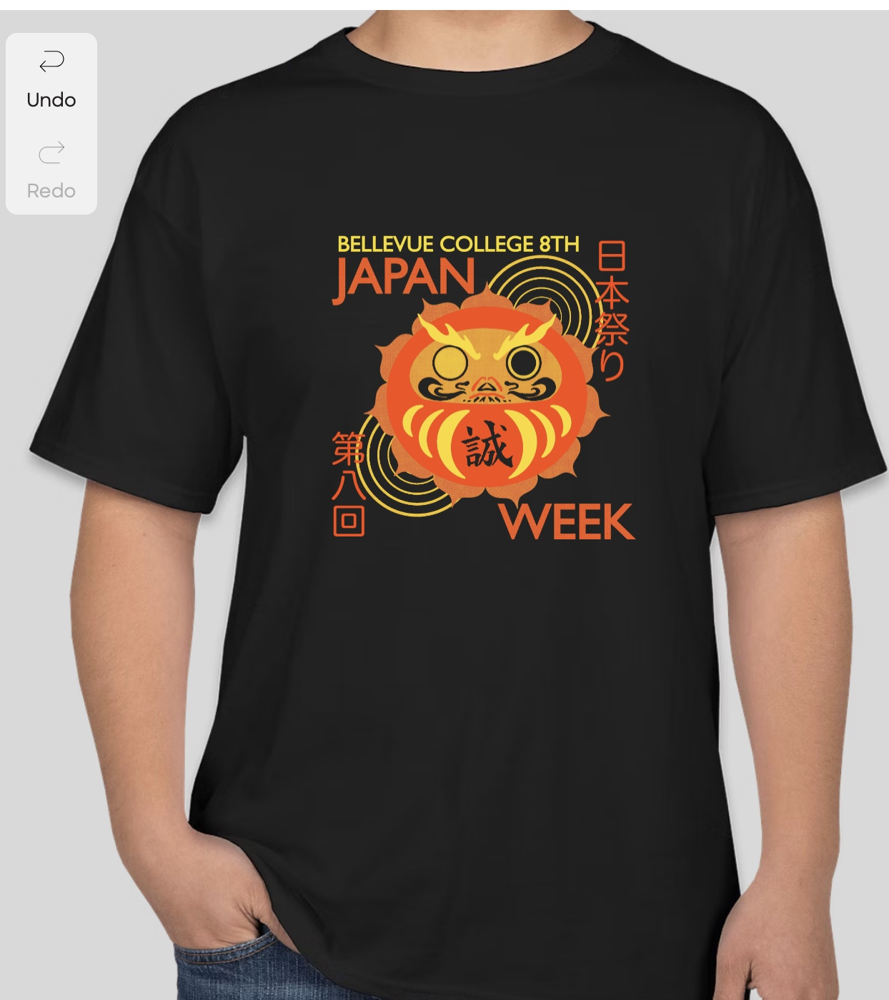 Undo
Redo
BELLEVUE COLLEGE 8TH
JAPAN
日本祭り
誠
第八回
WEEK